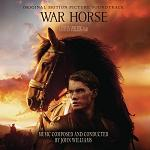 ORIGINAL MOTION PICTURE SOUNDTRACK
WAR HORSE
MUSIC COMPOSED AND CONDUCTED
BY JOHN WILLIAMS